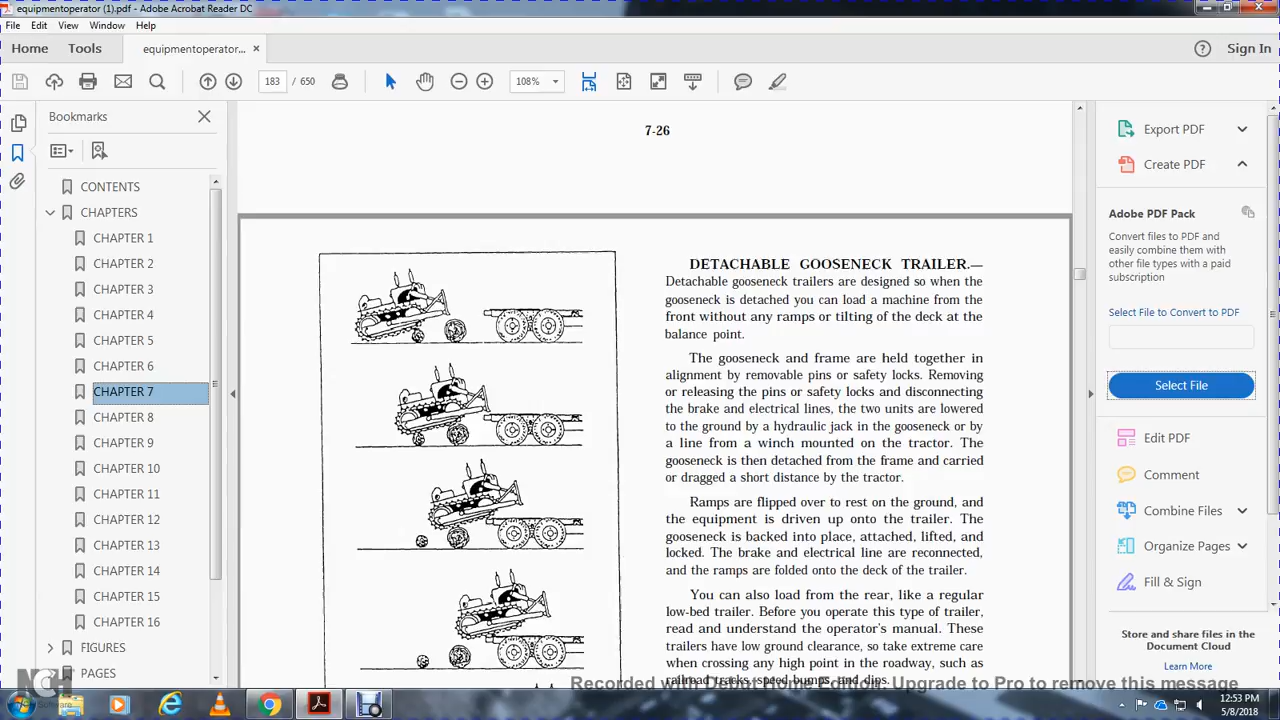 equipmentoperator (1).pdf - Adobe Acrobat Reader DC
File Edit View Window Help
Home Tools equipmentoperator... × Sign In
183 / 650 108%
Bookmarks
CONTENTS
CHAPTERS
CHAPTER 1
CHAPTER 2
CHAPTER 3
CHAPTER 4
CHAPTER 5
CHAPTER 6
CHAPTER 7
CHAPTER 8
CHAPTER 9
CHAPTER 10
CHAPTER 11
CHAPTER 12
CHAPTER 13
CHAPTER 14
CHAPTER 15
CHAPTER 16
FIGURES
PAGES
7-26
DETACHABLE GOOSENECK TRAILER.—
Detachable gooseneck trailers are designed so when the
gooseneck is detached you can load a machine from the
front without any ramps or tilting of the deck at the
balance point.
The gooseneck and frame are held together in
alignment by removable pins or safety locks. Removing
or releasing the pins or safety locks and disconnecting
the brake and electrical lines, the two units are lowered
to the ground by a hydraulic jack in the gooseneck or by
a line from a winch mounted on the tractor. The
gooseneck is then detached from the frame and carried
or dragged a short distance by the tractor.
Ramps are flipped over to rest on the ground, and
the equipment is driven up onto the trailer. The
gooseneck is backed into place, attached, lifted, and
locked. The brake and electrical line are reconnected,
and the ramps are folded onto the deck of the trailer.
You can also load from the rear, like a regular
low-bed trailer. Before you operate this type of trailer,
read and understand the operator's manual. These
trailers have low ground clearance, so take extreme care
when crossing any high point in the roadway, such as
railroad tracks, speed bumps, and dips.
Export PDF
Create PDF
Adobe PDF Pack
Convert files to PDF and
easily combine them with
other file types with a paid
subscription
Select File to Convert to PDF
Select File
Edit PDF
Comment
Combine Files
Organize Pages
Fill & Sign
Store and share files in the
Document Cloud
Learn More
NCH
Software
12:53 PM
5/8/2018